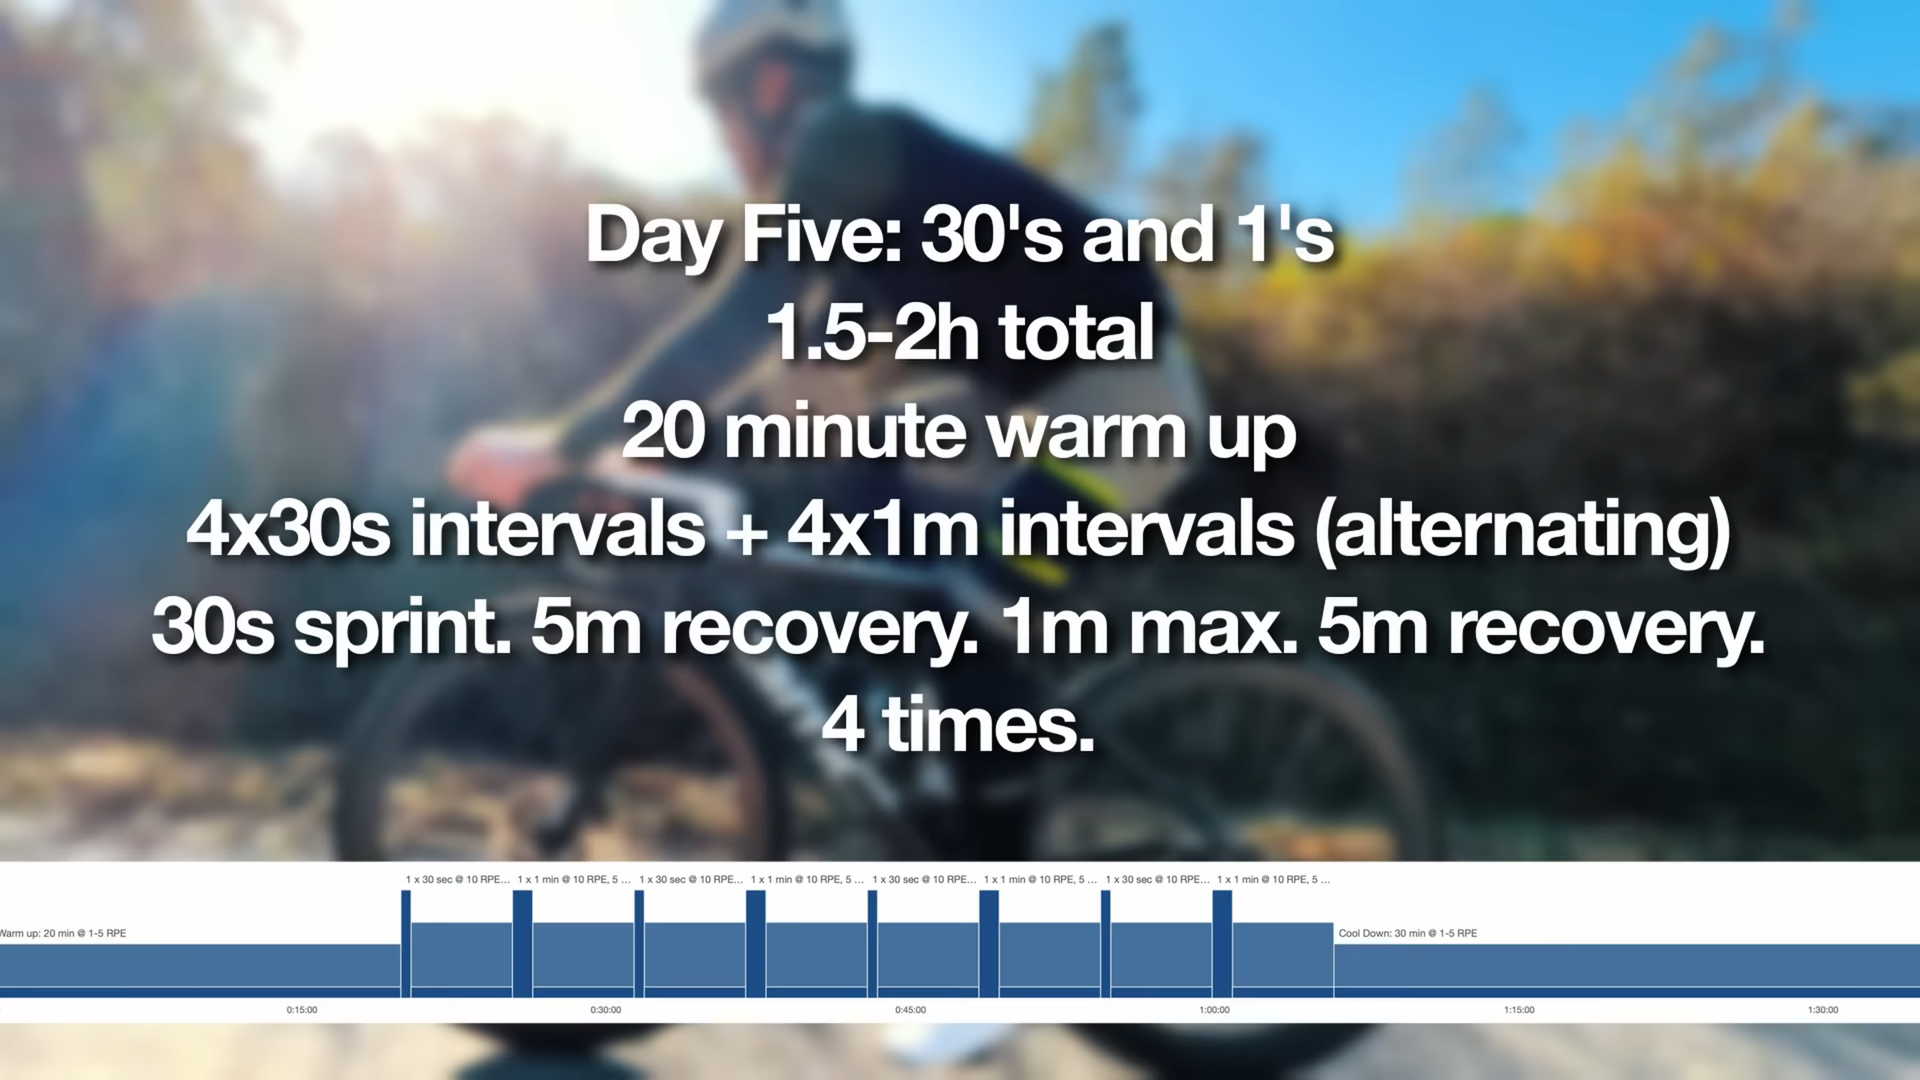 Day Five: 30's and 1's
1.5-2h total
20 minute warm up
4x30s intervals + 4x1m intervals (alternating)
30s sprint. 5m recovery. 1m max. 5m recovery.
4 times.
1 x 30 sec @ 10 RPE...
1 x 1 min @ 10 RPE, 5 ...
1 x 30 sec @ 10 RPE...
1 x 1 min @ 10 RPE, 5 ...
1 x 30 sec @ 10 RPE...
1 x 1 min @ 10 RPE, 5 ...
1 x 30 sec @ 10 RPE...
1 x 1 min @ 10 RPE, 5 ...
Warm up: 20 min @ 1-5 RPE
Cool Down: 30 min @ 1-5 RPE
0:15:00
0:30:00
0:45:00
1:00:00
1:15:00
1:30:00